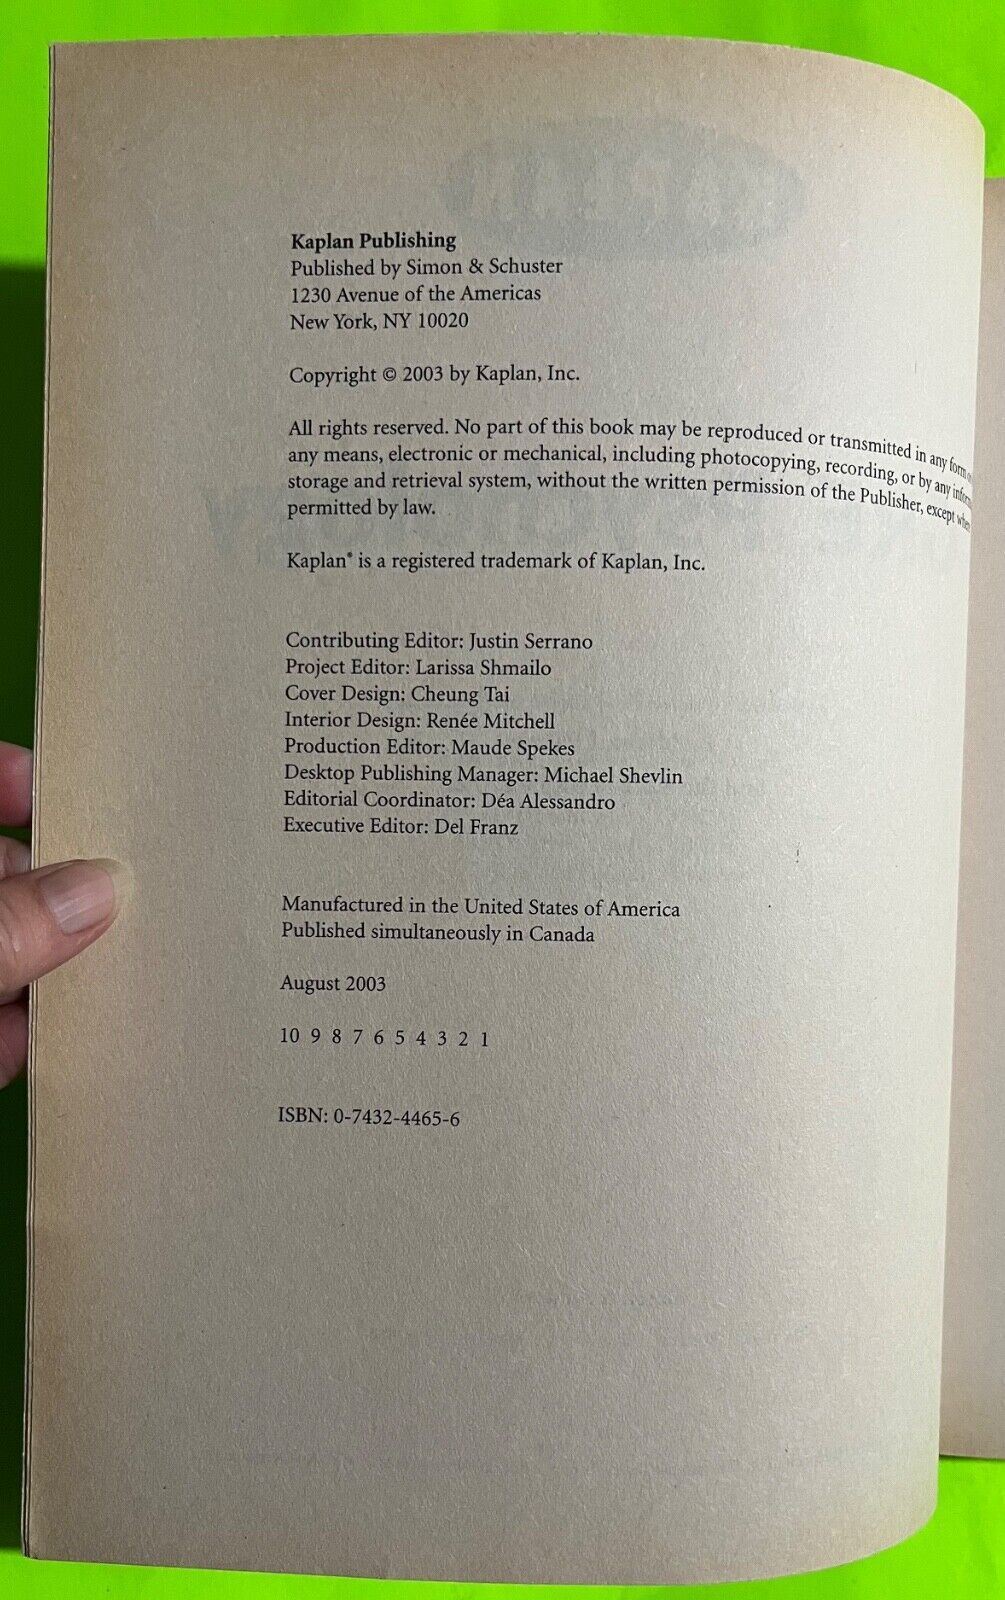 Kaplan Publishing
Published by Simon & Schuster
1230 Avenue of the Americas
New York, NY 10020
Copyright © 2003 by Kaplan, Inc.
All rights reserved. No part of this book may be reproduced or transmitted in any form
any means, electronic or mechanical, including photocopying, recording, or by any
storage and retrieval system, without the written permission of the Publisher, except
permitted by law.
Kaplan® is a registered trademark of Kaplan, Inc.
Contributing Editor: Justin Serrano
Project Editor: Larissa Shmailo
Cover Design: Cheung Tai
Interior Design: Renée Mitchell
Production Editor: Maude Spekes
Desktop Publishing Manager: Michael Shevlin
Editorial Coordinator: Déa Alessandro
Executive Editor: Del Franz
Manufactured in the United States of America
Published simultaneously in Canada
August 2003
10 9 8 7 6 5 4 3 2 1
ISBN: 0-7432-4465-6